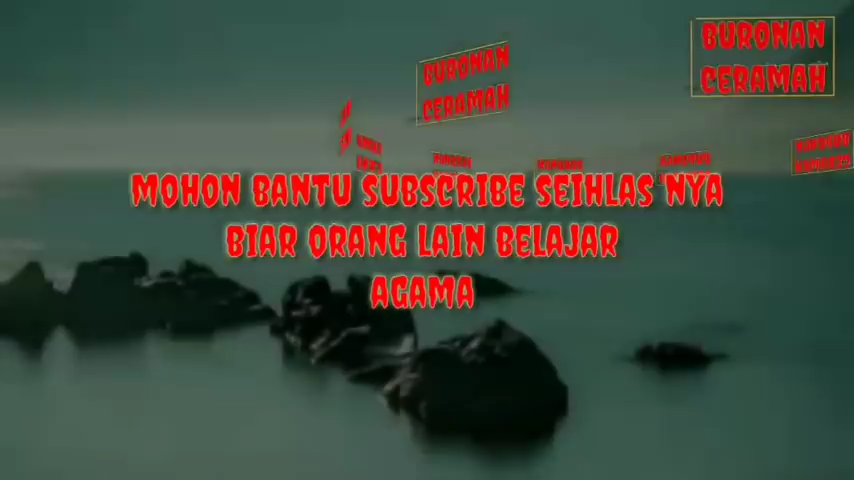 BURONAN
CERAMAH
BURONAN
CERAMAH
MOHON BANTU SUBSCRIBE SEIHLAS NYA
BIAR ORANG LAIN BELAJAR
AGAMA